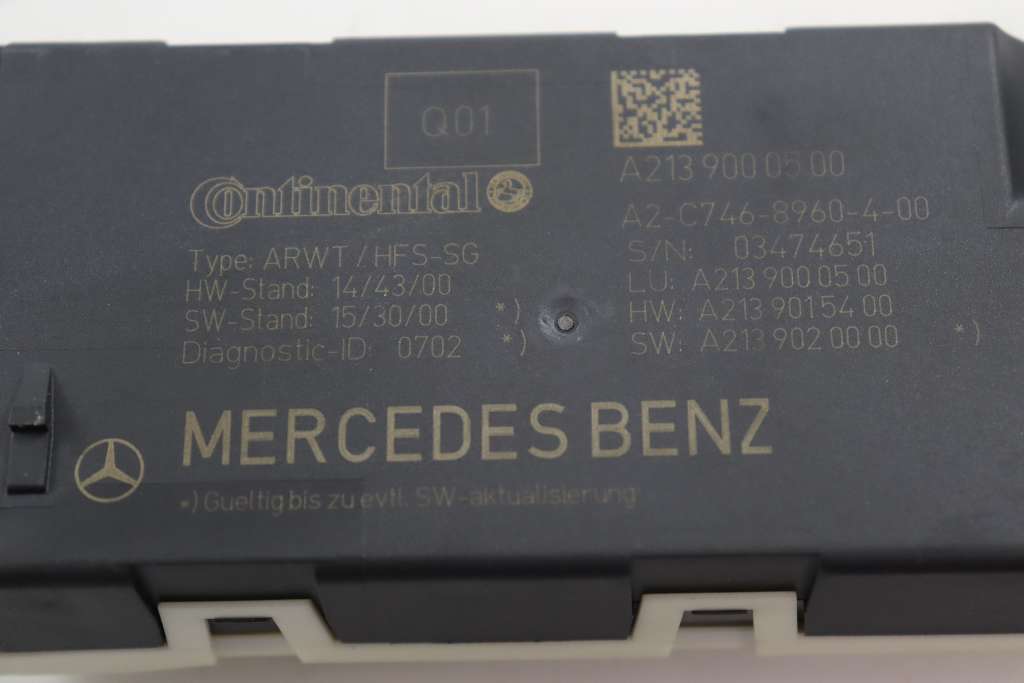 Q01
Continental
Type: ARWT/HFS-SG
HW-Stand: 14/43/00
SW-Stand: 15/30/00 *)
Diagnostic-ID: 0702 *)
A213 900 05 00
A2-C746-8960-4-00
S/N: 03474651
LU: A213 900 05 00
HW: A213 901 54 00
SW: A213 902 00 00 *)
MERCEDES BENZ
*) Gueltig bis zu evtl. SW-aktualisierung